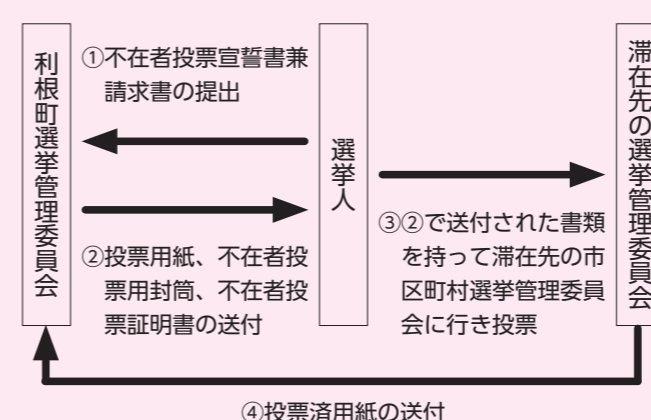 利根町選挙管理委員会
①不在者投票宣誓書兼
請求書の提出
選挙人
②投票用紙、不在者投
票用封筒、不在者投
票証明書の送付
③②で送付された書類
を持って滞在先の市
区町村選挙管理委員
会に行き投票
滞在先の選挙管理委員会
④投票済用紙の送付